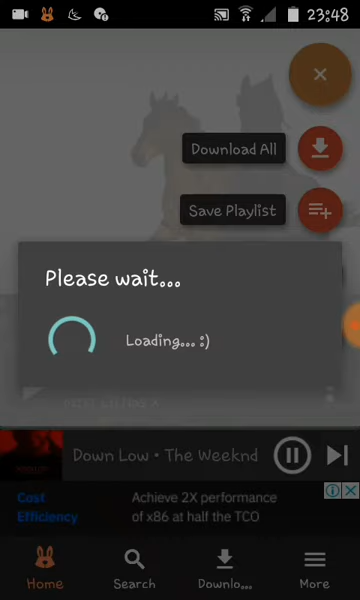 23:48
Download All
Save Playlist
Please wait...
Loading... :)
Down Low • The Weeknd
Cost Efficiency
Achieve 2X performance
of x86 at half the TCO
Home
Search
Downlo...
More